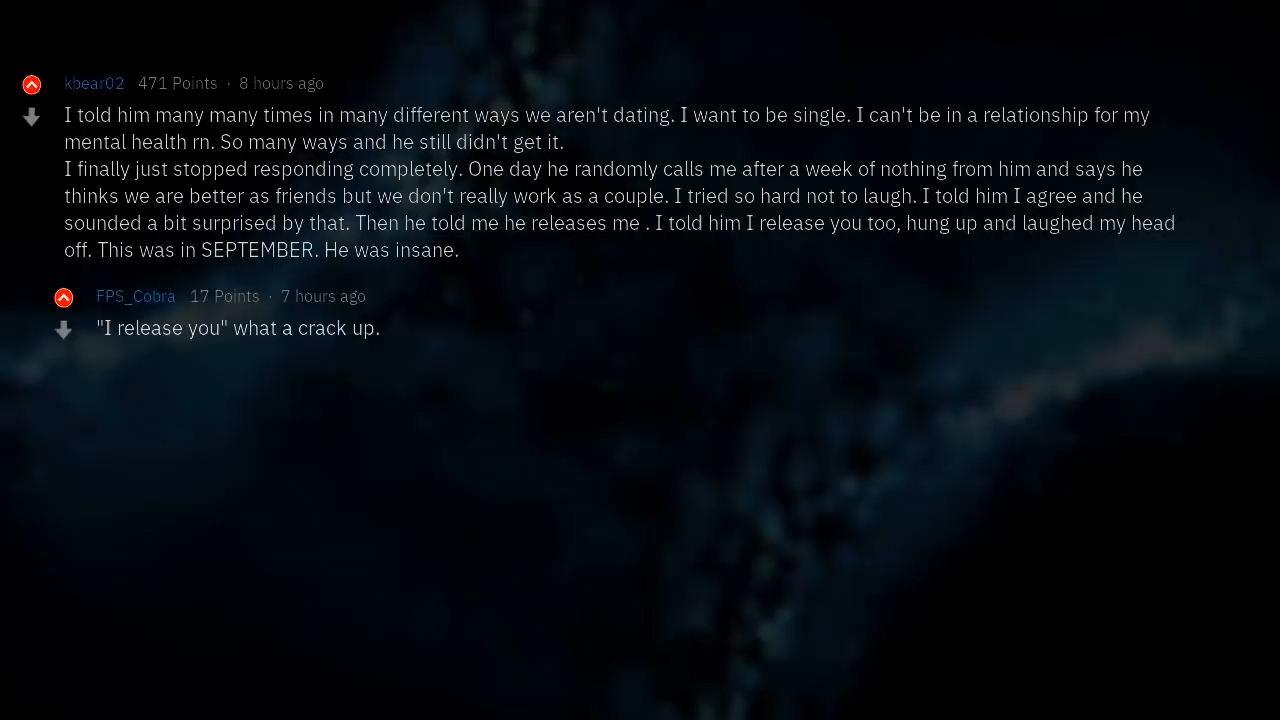 kbear02 471 Points · 8 hours ago
I told him many many times in many different ways we aren't dating. I want to be single. I can't be in a relationship for my
mental health rn. So many ways and he still didn't get it.
I finally just stopped responding completely. One day he randomly calls me after a week of nothing from him and says he
thinks we are better as friends but we don't really work as a couple. I tried so hard not to laugh. I told him I agree and he
sounded a bit surprised by that. Then he told me he releases me . I told him I release you too, hung up and laughed my head
off. This was in SEPTEMBER. He was insane.
FPS_Cobra 17 Points · 7 hours ago
"I release you" what a crack up.